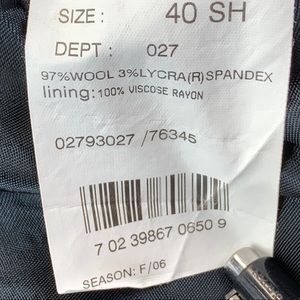 SIZE : 40 SH
DEPT : 027
97%WOOL 3%LYCRA(R)SPANDEX
lining:100% VISCOSE RAYON
02793027 /76345
7 02 39867 0650 9
SEASON: F/06